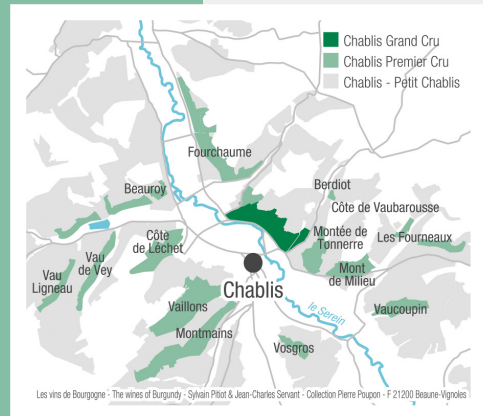 Chablis Grand Cru
Chablis Premier Cru
Chablis - Petit Chablis
Fourchaume
Beauroy
Berdiot
Côte de Vaubarousse
Côte
de Léchet
Montée de
Tonnerre
Les Fourneaux
Vau
de Vey
Vau
Ligneau
Mont
de Milieu
Chablis
Vaillons
le Serein
Vaucoupin
Montmains
Vosgros
Les vins de Bourgogne - The wines of Burgundy - Sylvain Pitiot & Jean-Charles Servant - Collection Pierre Poupon - F 21200 Beaune-Vignoles